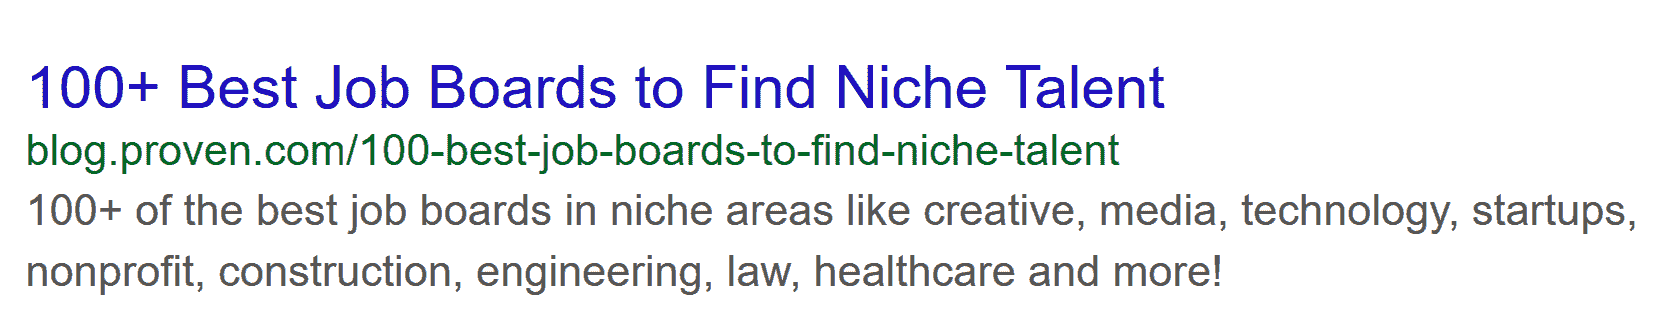 100+ Best Job Boards to Find Niche Talent
blog.proven.com/100-best-job-boards-to-find-niche-talent
100+ of the best job boards in niche areas like creative, media, technology, startups,
nonprofit, construction, engineering, law, healthcare and more!